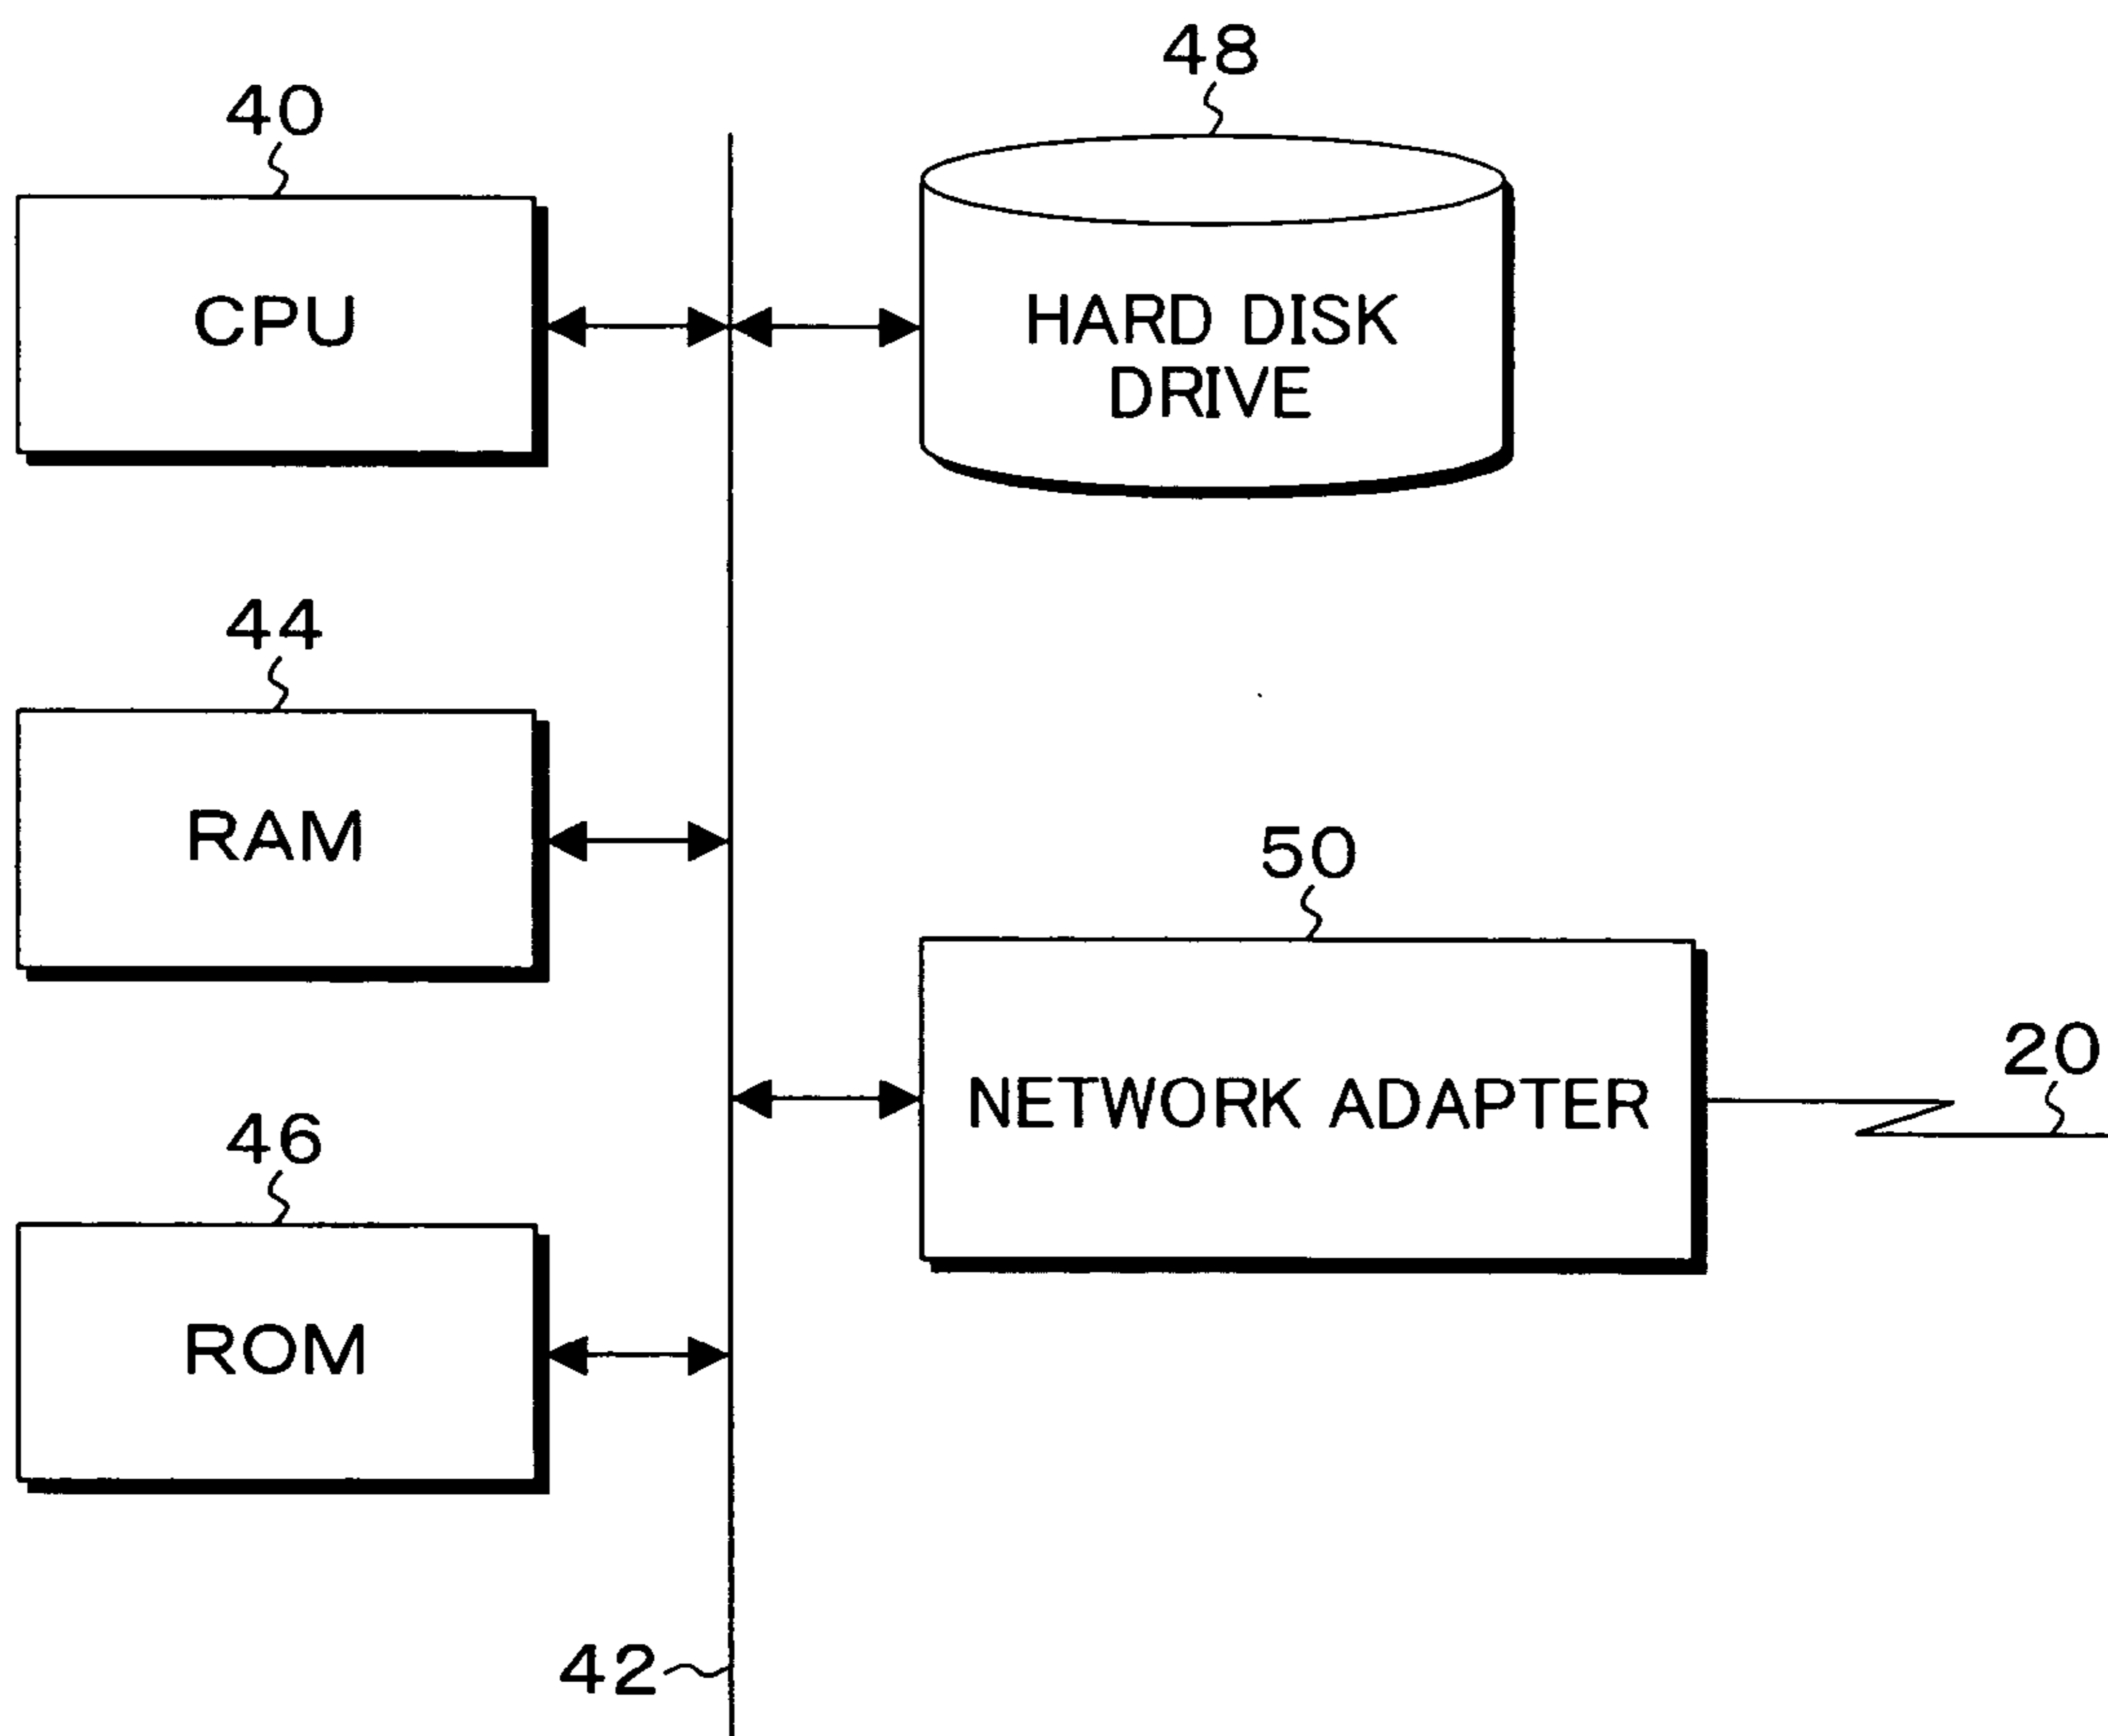 48
40
CPU
HARD DISK
DRIVE
44
RAM
50
NETWORK ADAPTER
20
46
ROM
42